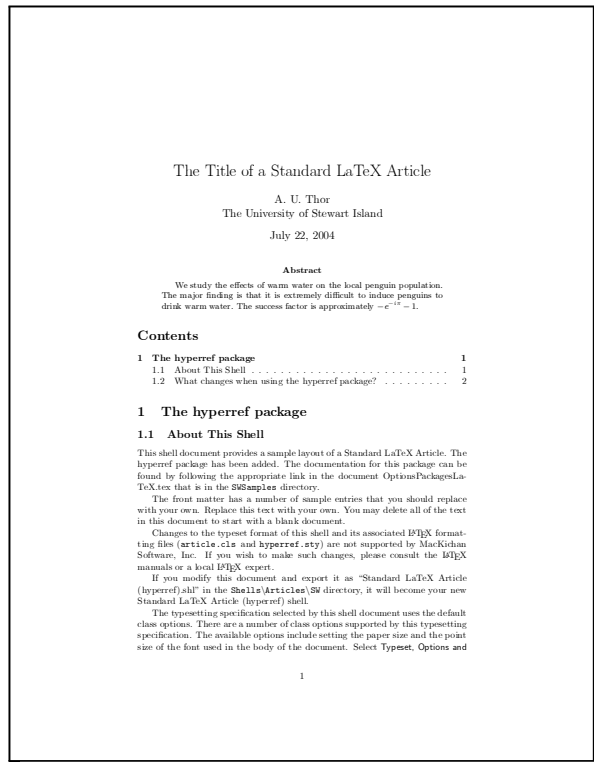 The Title of a Standard LaTeX Article
A. U. Thor
The University of Stewart Island
July 22, 2004
Abstract
We study the effects of warm water on the local penguin population.
The major finding is that it is extremely difficult to induce penguins to
drink warm water. The success factor is approximately −e^{−iπ} − 1.
Contents
1 The hyperref package 1
1.1 About This Shell . . . . . . . . . . . . . . . . . . . . . . . . . . . 1
1.2 What changes when using the hyperref package? . . . . . . . . . 2
1 The hyperref package
1.1 About This Shell
This shell document provides a sample layout of a Standard LaTeX Article. The
hyperref package has been added. The documentation for this package can be
found by following the appropriate link in the document OptionsPackagesLa-
TeX.tex that is in the SWSamples directory.
The front matter has a number of sample entries that you should replace
with your own. Replace this text with your own. You may delete all of the text
in this document to start with a blank document.
Changes to the typeset format of this shell and its associated LaTeX format-
ting files (article.cls and hyperref.sty) are not supported by MacKichan
Software, Inc. If you wish to make such changes, please consult the LaTeX
manuals or a local LaTeX expert.
If you modify this document and export it as “Standard LaTeX Article
(hyperref).shl” in the Shells\Articles\SW directory, it will become your new
Standard LaTeX Article (hyperref) shell.
The typesetting specification selected by this shell document uses the default
class options. There are a number of class options supported by this typesetting
specification. The available options include setting the paper size and the point
size of the font used in the body of the document. Select Typeset, Options and
1